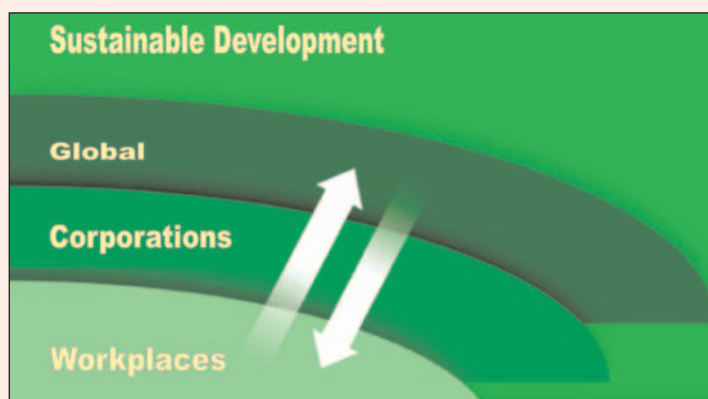 Sustainable Development
Global
Corporations
Workplaces